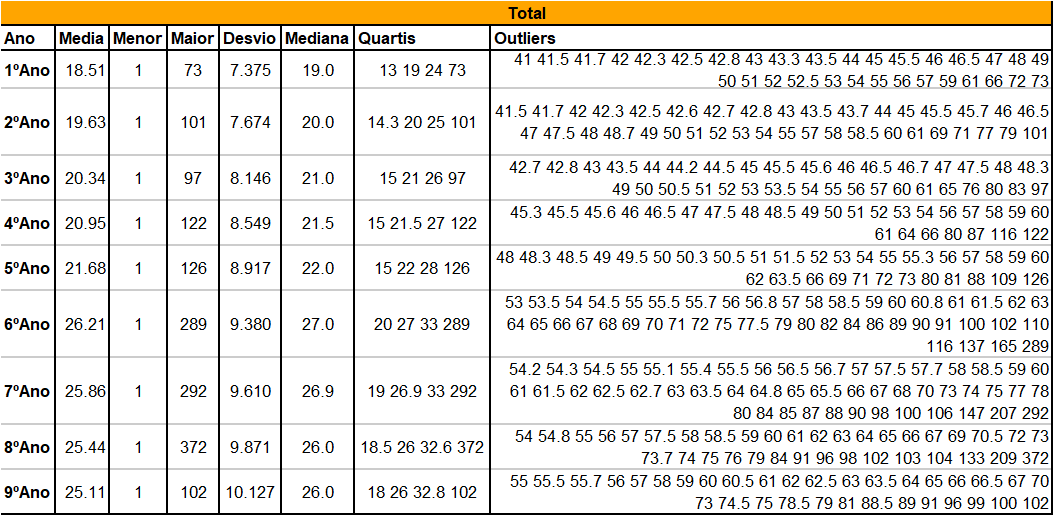 Total
Ano Media Menor Maior Desvio Mediana Quartis Outliers
1ºAno 18.51 1 73 7.375 19.0 13 19 24 73 41 41.5 41.7 42 42.3 42.5 42.8 43 43.3 43.5 44 45 45.5 46 46.5 47 48 49
50 51 52 52.5 53 54 55 56 57 59 61 66 72 73
2ºAno 19.63 1 101 7.674 20.0 14.3 20 25 101 41.5 41.7 42 42.3 42.5 42.6 42.7 42.8 43 43.5 43.7 44 45 45.5 45.7 46 46.5
47 47.5 48 48.7 49 50 51 52 53 54 55 57 58 58.5 60 61 69 71 77 79 101
3ºAno 20.34 1 97 8.146 21.0 15 21 26 97 42.7 42.8 43 43.5 44 44.2 44.5 45 45.5 45.6 46 46.5 46.7 47 47.5 48 48.3
49 50 50.5 51 52 53 53.5 54 55 56 57 60 61 65 76 80 83 97
4ºAno 20.95 1 122 8.549 21.5 15 21.5 27 122 45.3 45.5 45.6 46 46.5 47 47.5 48 48.5 49 50 51 52 53 54 56 57 58 59 60
61 64 66 80 87 116 122
5ºAno 21.68 1 126 8.917 22.0 15 22 28 126 48 48.3 48.5 49 49.5 50 50.3 50.5 51 51.5 52 53 54 55 55.3 56 57 58 59 60
62 63.5 66 69 71 72 73 80 81 88 109 126
6ºAno 26.21 1 289 9.380 27.0 20 27 33 289 53 53.5 54 54.5 55 55.5 55.7 56 56.8 57 58 58.5 59 60 60.8 61 61.5 62 63
64 65 66 67 68 69 70 71 72 75 77.5 79 80 82 84 86 89 90 91 100 102 110
116 137 165 289
7ºAno 25.86 1 292 9.610 26.9 19 26.9 33 292 54.2 54.3 54.5 55 55.1 55.4 55.5 56 56.5 56.7 57 57.5 57.7 58 58.5 59 60
61 61.5 62 62.5 62.7 63 63.5 64 64.8 65 65.5 66 67 68 70 73 74 75 77 78
80 84 85 87 88 90 98 100 106 147 207 292
8ºAno 25.44 1 372 9.871 26.0 18.5 26 32.6 372 54 54.8 55 56 57 57.5 58 58.5 59 60 61 62 63 64 65 66 67 69 70.5 72 73
73.7 74 75 76 79 84 91 96 98 102 103 104 133 209 372
9ºAno 25.11 1 102 10.127 26.0 18 26 32.8 102 55 55.5 55.7 56 57 58 59 60 60.5 61 62 62.5 63 63.5 64 65 66 66.5 67 70
73 74.5 75 78.5 79 81 88.5 89 91 96 99 100 102